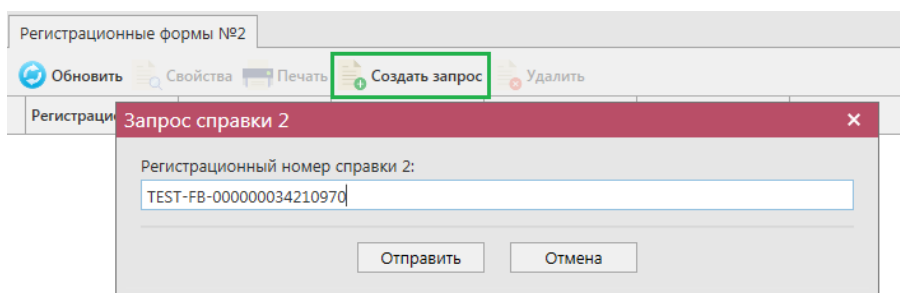 Регистрационные формы №2
Обновить Свойства Печать Создать запрос Удалить
Регистрацио
Запрос справки 2
Регистрационный номер справки 2:
TEST-FB-000000034210970
Отправить Отмена